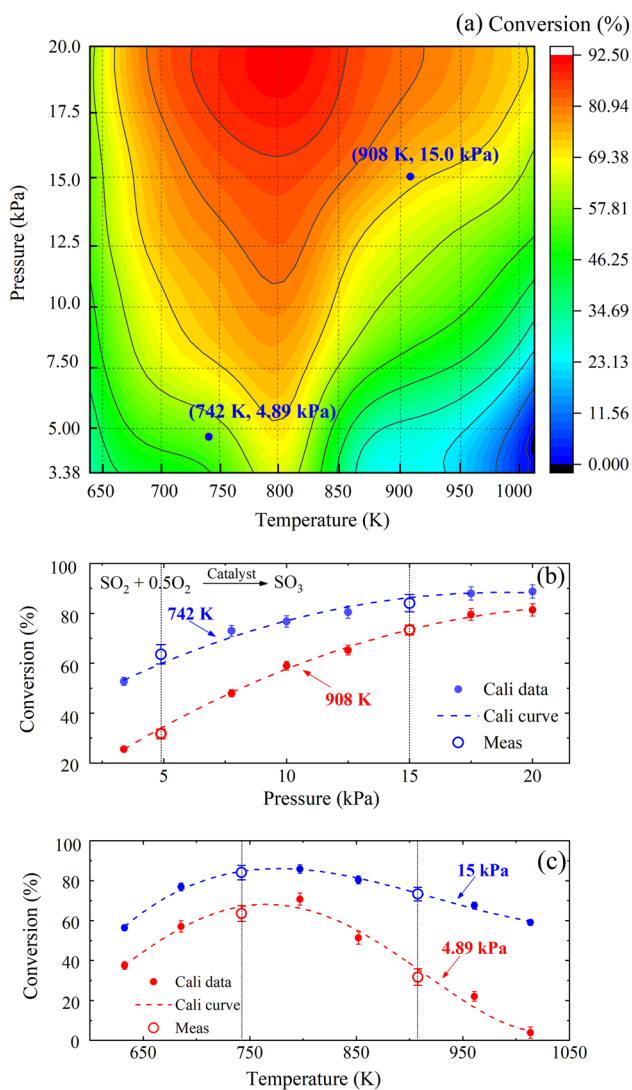 (a) Conversion (%)
20.0
17.5
15.0
12.5
10.0
7.50
5.00
3.38
Pressure (kPa)
(908 K, 15.0 kPa)
(742 K, 4.89 kPa)
650 700 750 800 850 900 950 1000
Temperature (K)
92.50
80.94
69.38
57.81
46.25
34.69
23.13
11.56
0.000
(b)
SO2 + 0.5O2 Catalyst SO3
742 K
908 K
Cali data
Cali curve
Meas
100
80
60
40
20
Conversion (%)
5 10 15 20
Pressure (kPa)
(c)
15 kPa
4.89 kPa
Cali data
Cali curve
Meas
100
80
60
40
20
0
Conversion (%)
650 750 850 950 1050
Temperature (K)